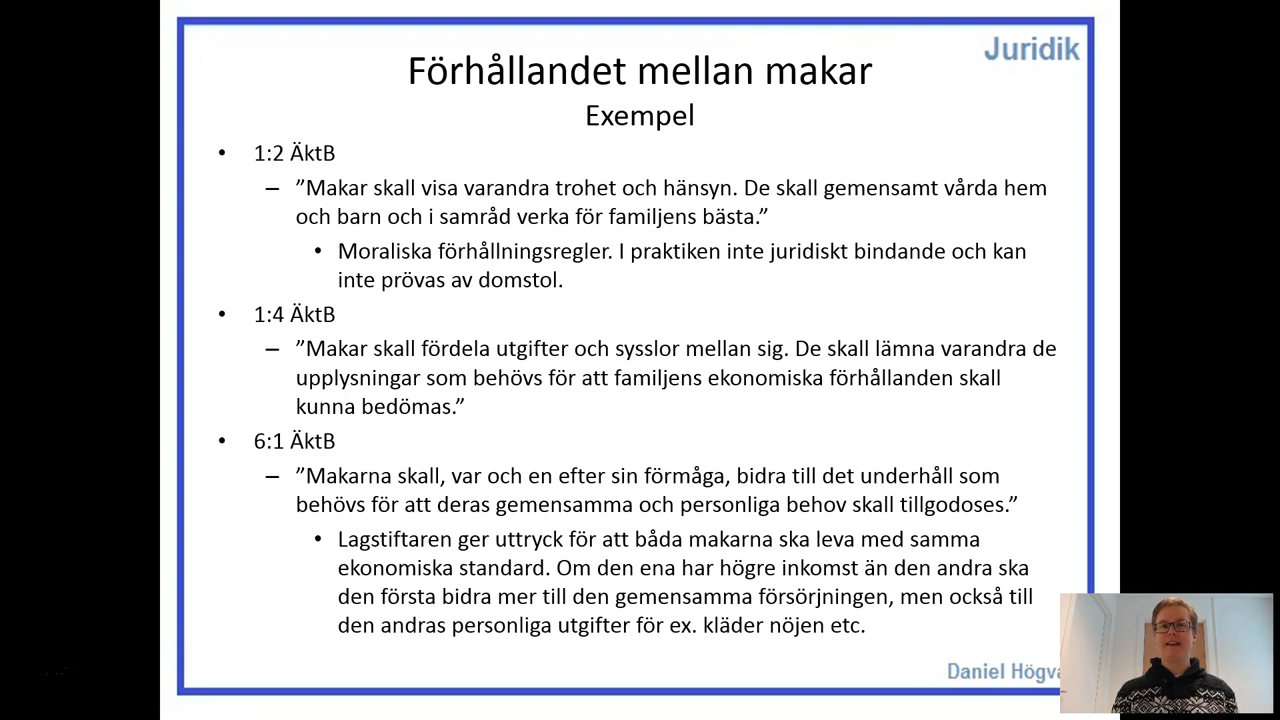 Juridik
Förhållandet mellan makar
Exempel
• 1:2 ÄktB
– ”Makar skall visa varandra trohet och hänsyn. De skall gemensamt vårda hem
och barn och i samråd verka för familjens bästa.”
• Moraliska förhållningsregler. I praktiken inte juridiskt bindande och kan
inte prövas av domstol.
• 1:4 ÄktB
– ”Makar skall fördela utgifter och sysslor mellan sig. De skall lämna varandra de
upplysningar som behövs för att familjens ekonomiska förhållanden skall
kunna bedömas.”
• 6:1 ÄktB
– ”Makarna skall, var och en efter sin förmåga, bidra till det underhåll som
behövs för att deras gemensamma och personliga behov skall tillgodoses.”
• Lagstiftaren ger uttryck för att båda makarna ska leva med samma
ekonomiska standard. Om den ena har högre inkomst än den andra ska
den första bidra mer till den gemensamma försörjningen, men också till
den andras personliga utgifter för ex. kläder nöjen etc.
Daniel